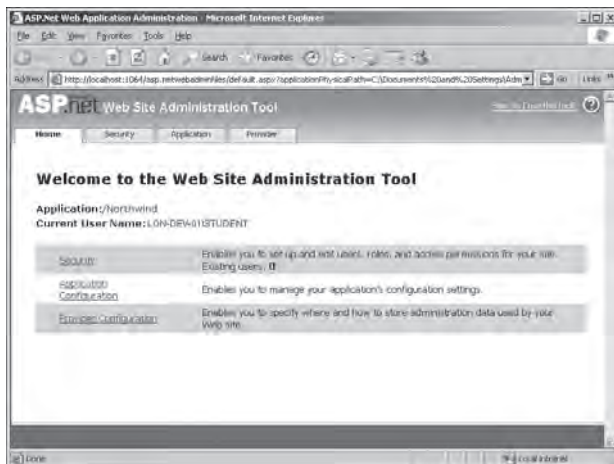 ASP.Net Web Application Administration - Microsoft Internet Explorer
File Edit View Favorites Tools Help
Search Favorites
Address http://localhost:1064/asp.netwebadminfiles/default.aspx?applicationPhysicalPath=C:\Documents%20and%20Settings\Adm Go Links »
ASP.net Web Site Administration Tool
Home Security Application Provider
Welcome to the Web Site Administration Tool
Application:/Northwind
Current User Name:LON-DEV-01\STUDENT
Security
Enables you to set up and edit users, roles, and access permissions for your site.
Existing users: 0
Application
Configuration
Enables you to manage your application's configuration settings.
Provider Configuration
Enables you to specify where and how to store administration data used by your
Web site.
Done
Local intranet